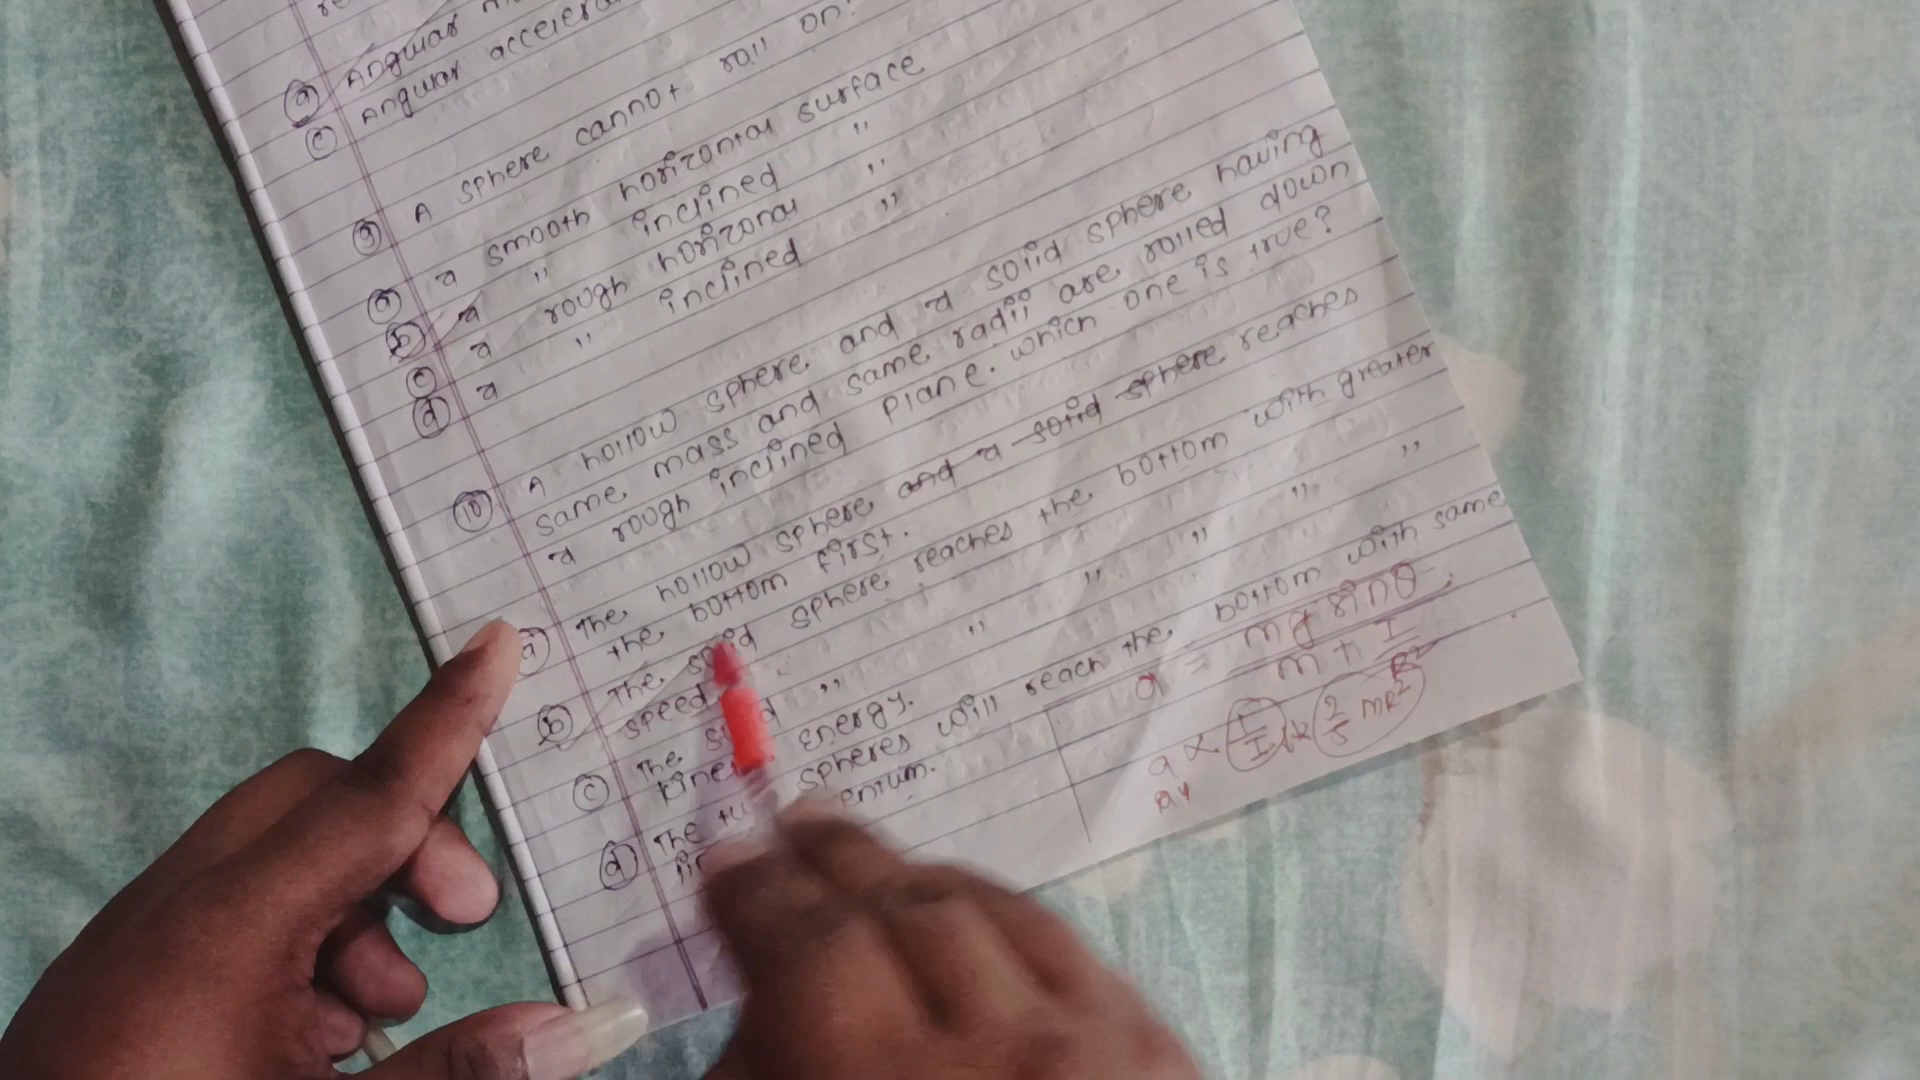 (a) Angular
(c) Angular
(9) A sphere cannot roll on?
(a) a smooth horizontal surface
(b) a " inclined "
(c) a rough horizonal "
(d) a " inclined "
(10) A hollow sphere and a solid sphere having
same mass and same radii are rolled down
a rough inclined plane. which one is true?
(a) The hollow sphere and a solid sphere reaches
the bottom first.
(b) The solid sphere reaches the bottom with greater
speed
(c) The " " " " " "
energy.
(d) The spheres will reach the bottom with same
a = mg sinθ
m + I
R²
a ∝ 1
I
2
5 mR²